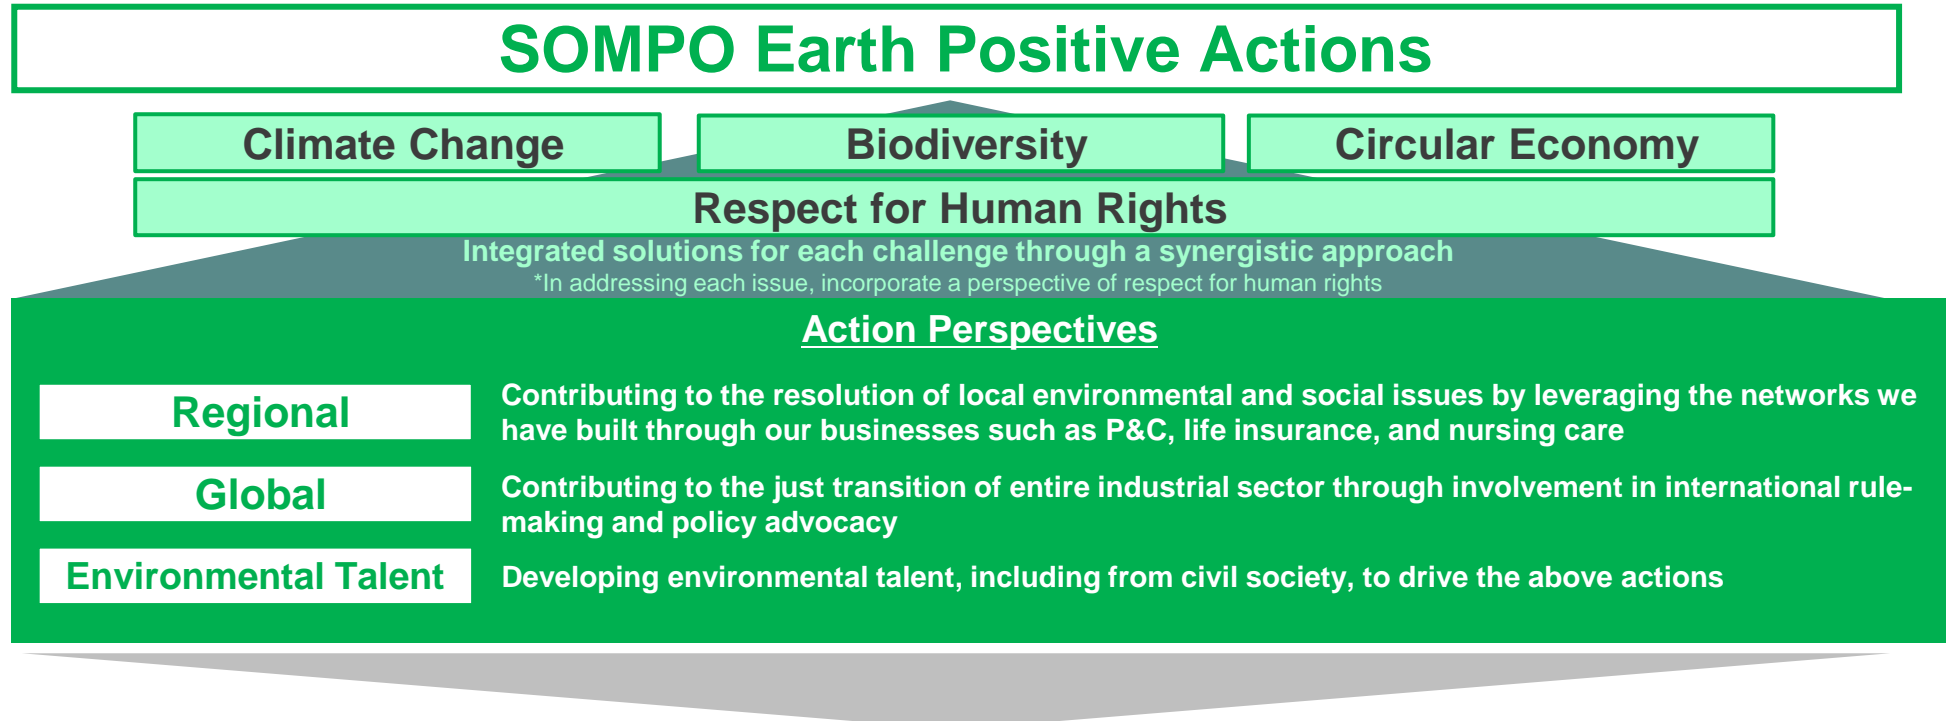 SOMPO Earth Positive Actions
Climate Change
Biodiversity
Circular Economy
Respect for Human Rights
Integrated solutions for each challenge through a synergistic approach
*In addressing each issue, incorporate a perspective of respect for human rights
Action Perspectives
Regional
Contributing to the resolution of local environmental and social issues by leveraging the networks we
have built through our businesses such as P&C, life insurance, and nursing care
Global
Contributing to the just transition of entire industrial sector through involvement in international rule-
making and policy advocacy
Environmental Talent
Developing environmental talent, including from civil society, to drive the above actions